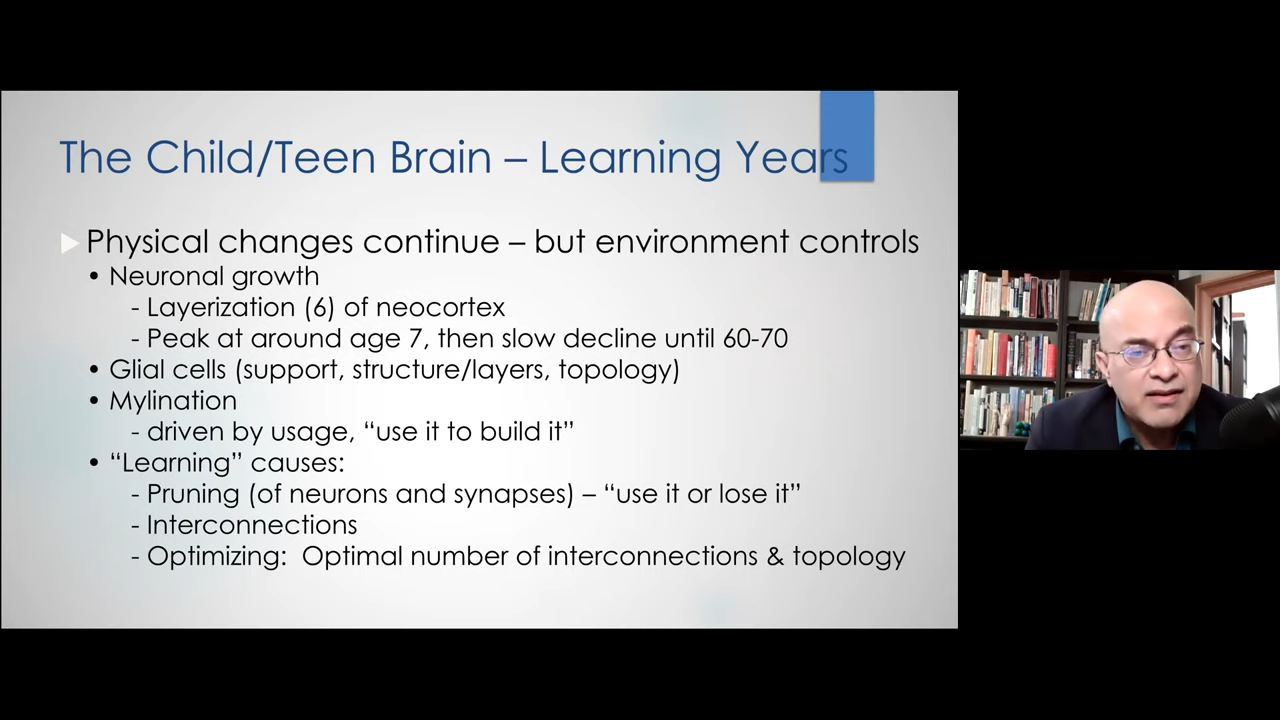 The Child/Teen Brain – Learning Years
Physical changes continue – but environment controls
• Neuronal growth
- Layerization (6) of neocortex
- Peak at around age 7, then slow decline until 60-70
• Glial cells (support, structure/layers, topology)
• Mylination
- driven by usage, “use it to build it”
• “Learning” causes:
- Pruning (of neurons and synapses) – “use it or lose it”
- Interconnections
- Optimizing:  Optimal number of interconnections & topology